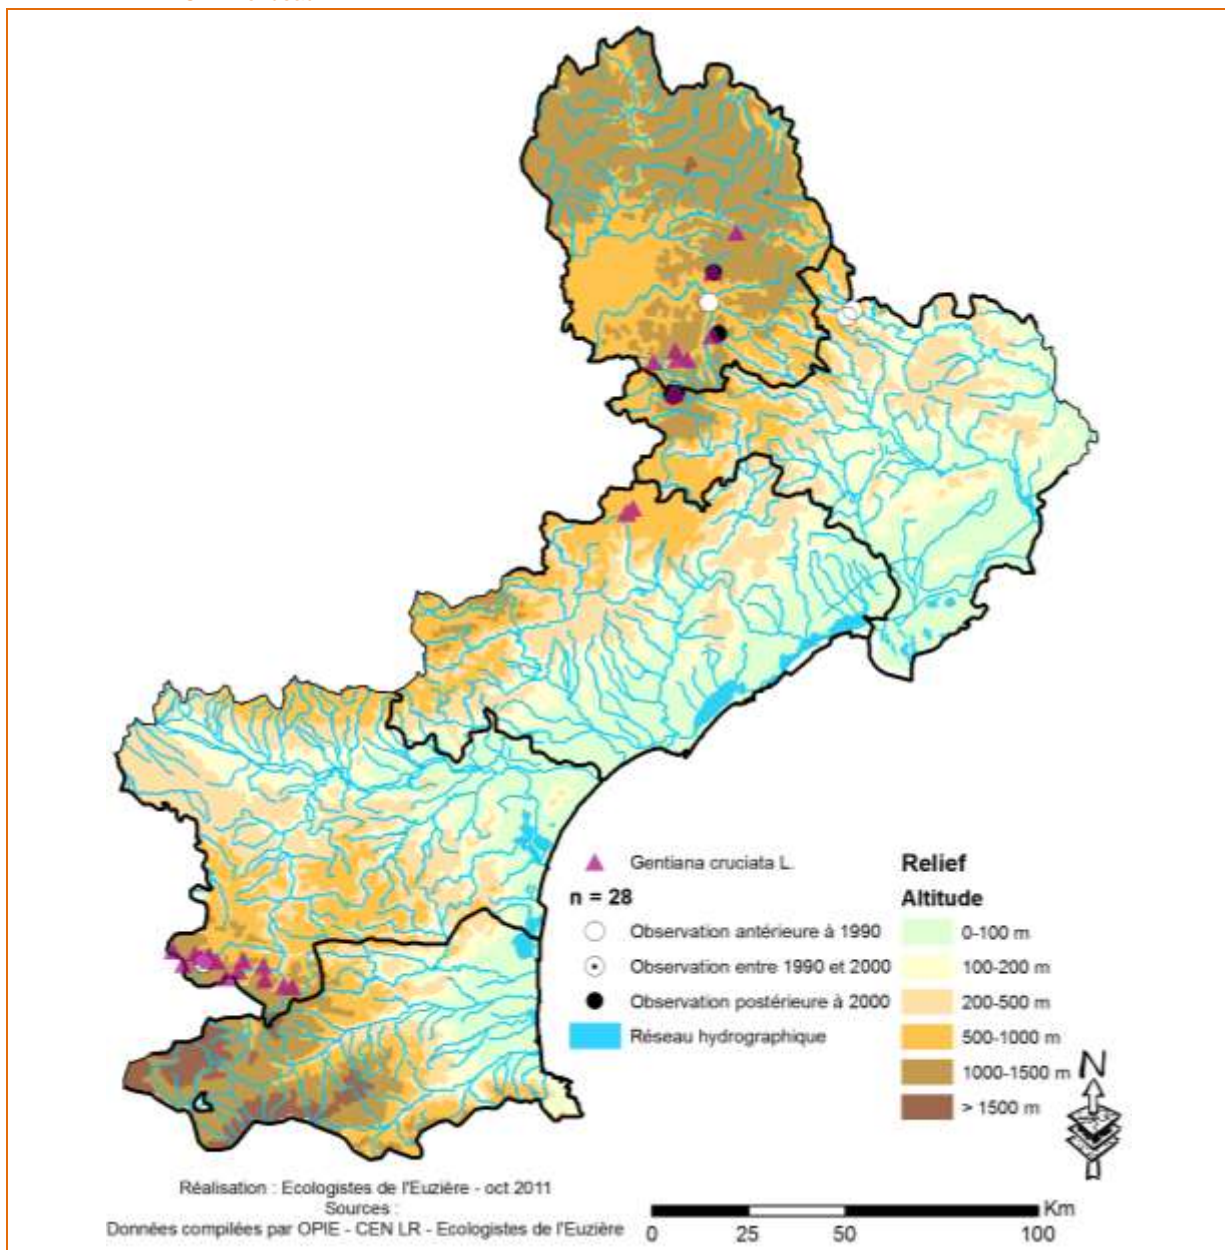 Gentiana cruciata L.
n = 28
Observation antérieure à 1990
Observation entre 1990 et 2000
Observation postérieure à 2000
Réseau hydrographique
Relief
Altitude
0-100 m
100-200 m
200-500 m
500-1000 m
1000-1500 m
> 1500 m
N
Réalisation : Ecologistes de l'Euzière - oct 2011
Sources :
Données compilées par OPIE - CEN LR - Ecologistes de l'Euzière
Km
0 25 50 100